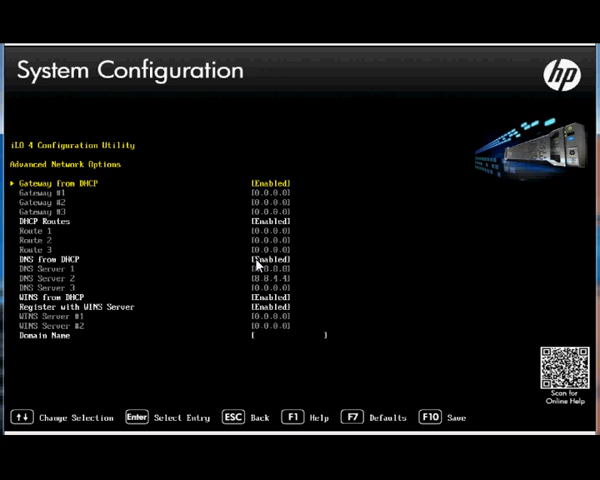 System Configuration
hp
iLO 4 Configuration Utility
Advanced Network Options
Gateway from DHCP [Enabled]
Gateway #1 [0.0.0.0]
Gateway #2 [0.0.0.0]
Gateway #3 [0.0.0.0]
DHCP Routes [Enabled]
Route 1 [0.0.0.0]
Route 2 [0.0.0.0]
Route 3 [0.0.0.0]
DNS from DHCP [Enabled]
DNS Server 1 [8.8.8.8]
DNS Server 2 [8.8.4.4]
DNS Server 3 [0.0.0.0]
WINS from DHCP [Enabled]
Register with WINS Server [Enabled]
WINS Server #1 [0.0.0.0]
WINS Server #2 [0.0.0.0]
Domain Name [ ]
Scan for
Online Help
↑↓ Change Selection Enter Select Entry ESC Back F1 Help F7 Defaults F10 Save